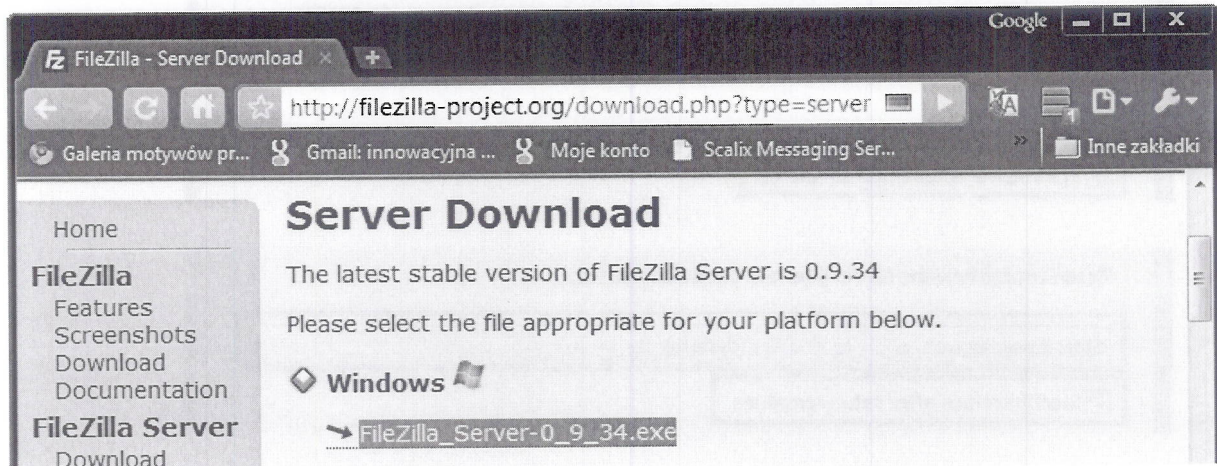 Google
FileZilla - Server Download
http://filezilla-project.org/download.php?type=server
Galeria motywów pr... Gmail: innowacyjna ... Moje konto Scalix Messaging Ser... » Inne zakładki
Home
FileZilla
Features
Screenshots
Download
Documentation
FileZilla Server
Download
Server Download
The latest stable version of FileZilla Server is 0.9.34
Please select the file appropriate for your platform below.
Windows
FileZilla_Server-0_9_34.exe